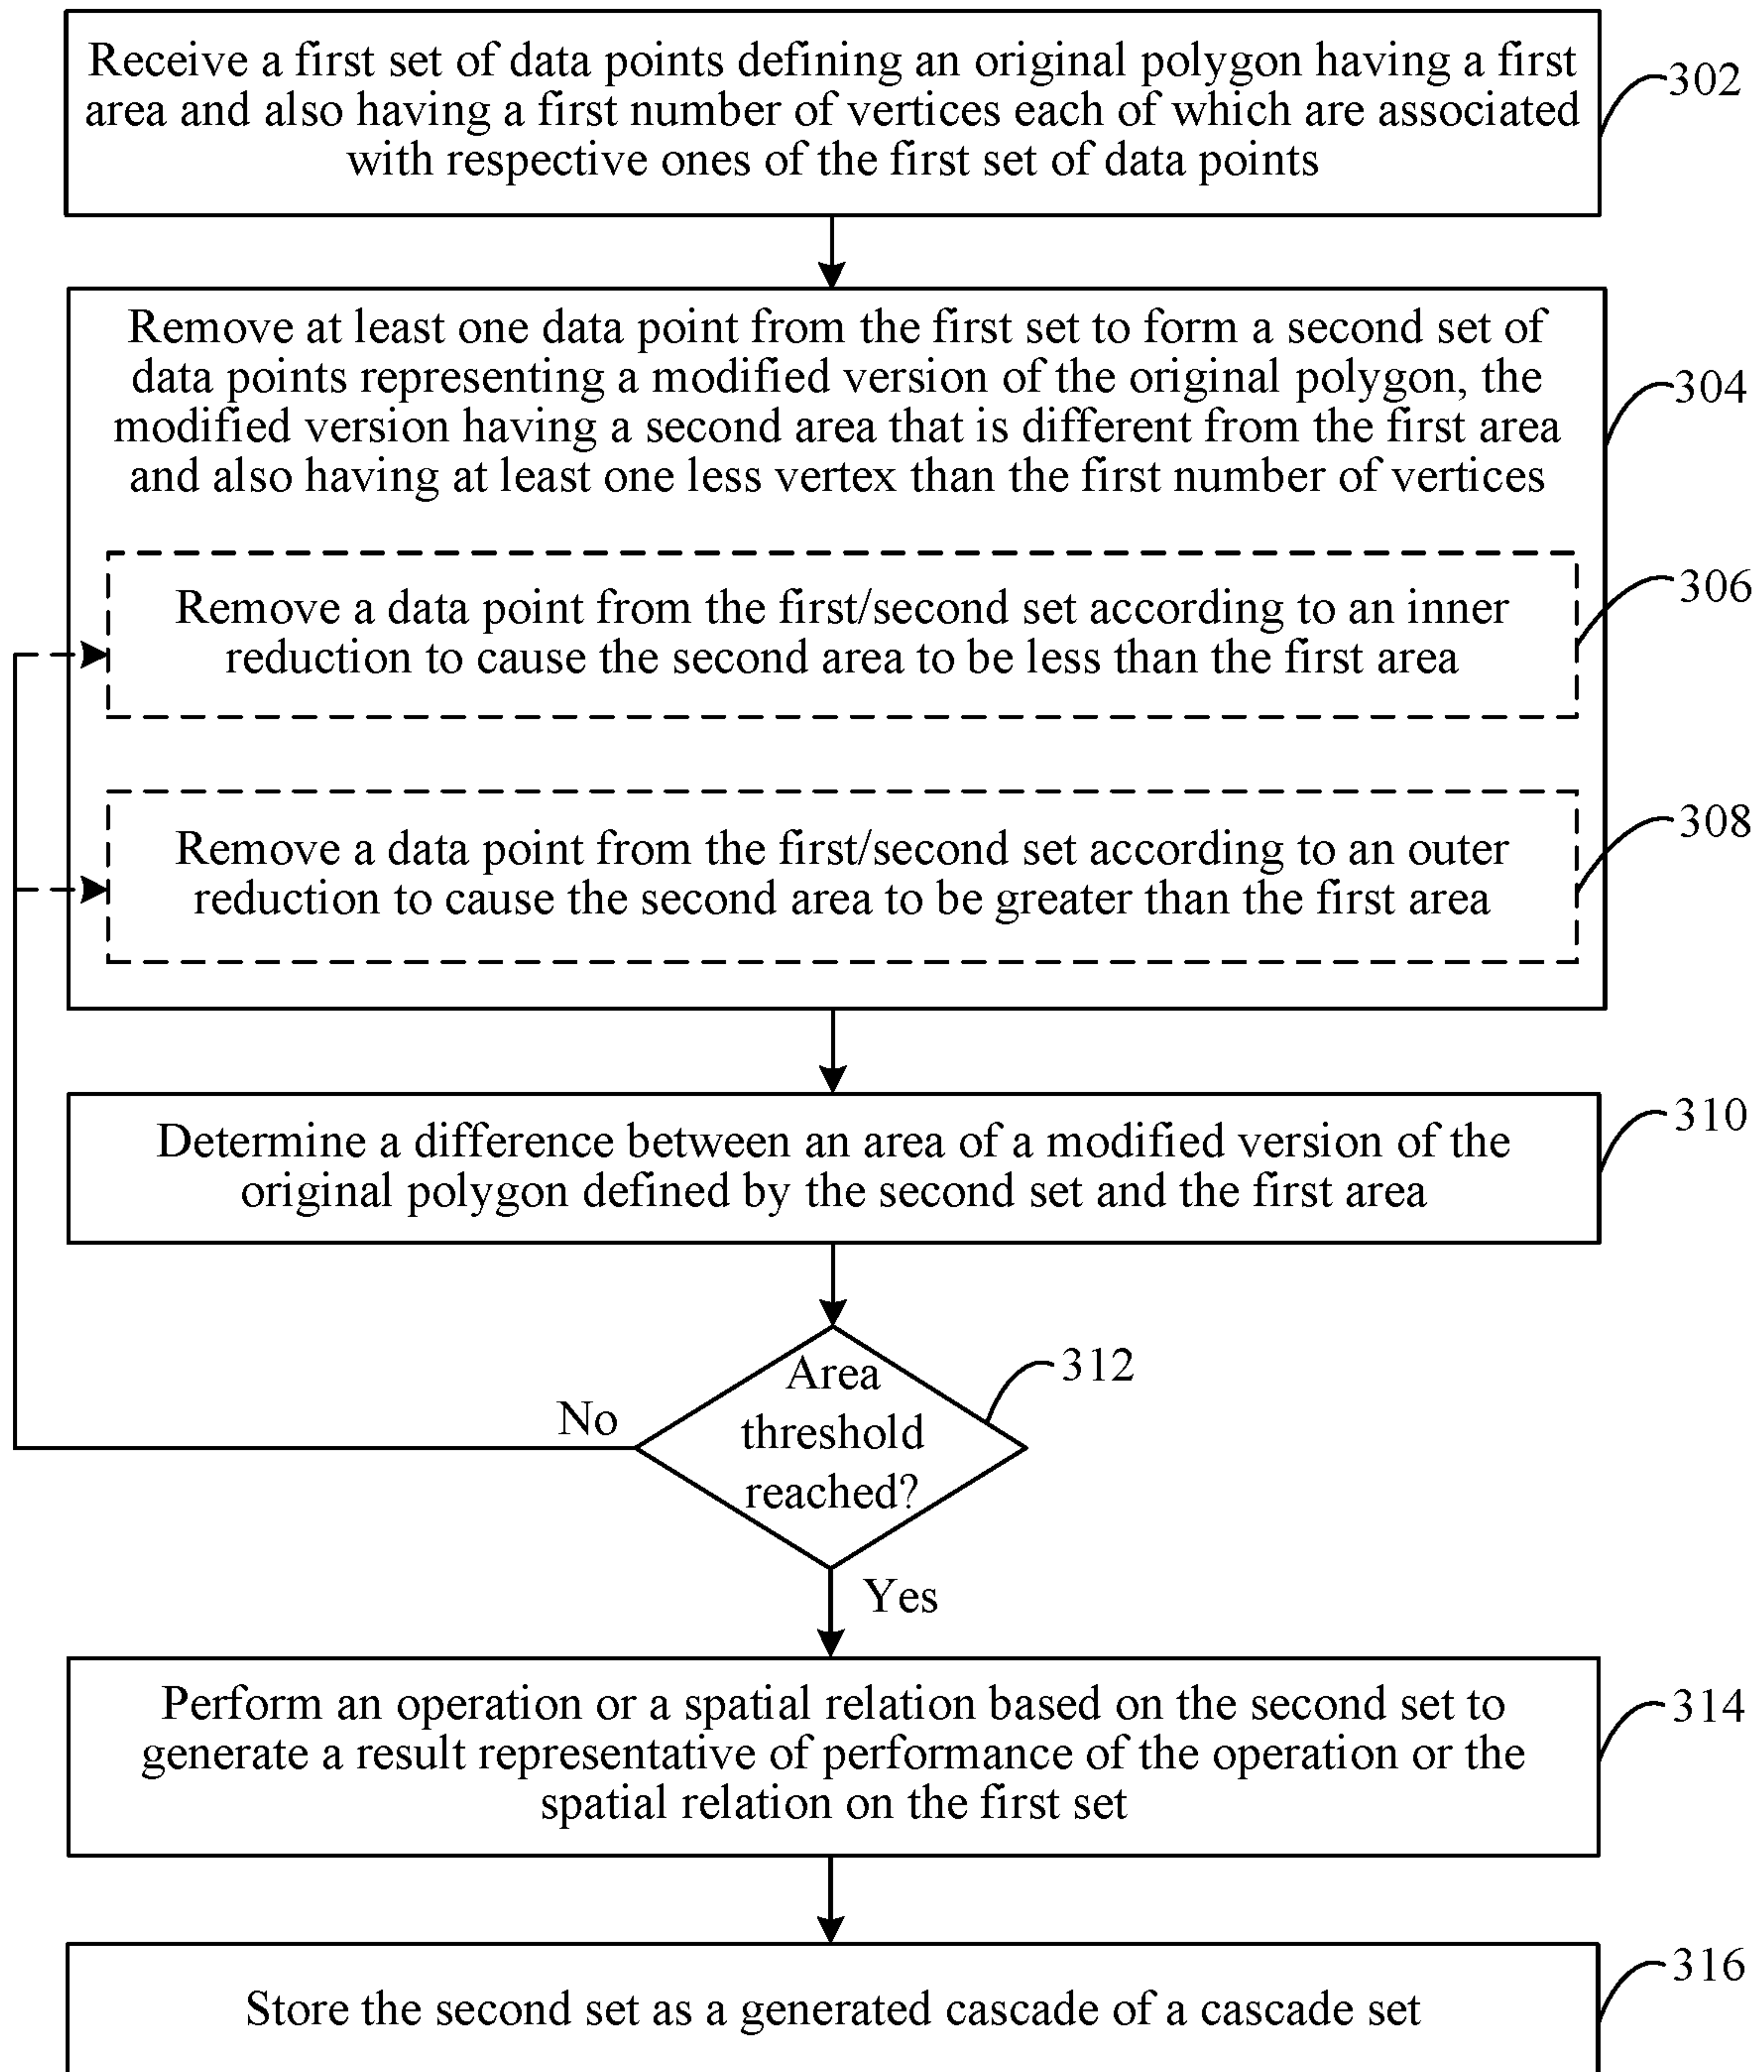 Receive a first set of data points defining an original polygon having a first
area and also having a first number of vertices each of which are associated
with respective ones of the first set of data points
302
Remove at least one data point from the first set to form a second set of
data points representing a modified version of the original polygon, the
modified version having a second area that is different from the first area
and also having at least one less vertex than the first number of vertices
304
Remove a data point from the first/second set according to an inner
reduction to cause the second area to be less than the first area
306
Remove a data point from the first/second set according to an outer
reduction to cause the second area to be greater than the first area
308
Determine a difference between an area of a modified version of the
original polygon defined by the second set and the first area
310
Area
threshold
reached?
312
No
Yes
Perform an operation or a spatial relation based on the second set to
generate a result representative of performance of the operation or the
spatial relation on the first set
314
Store the second set as a generated cascade of a cascade set
316